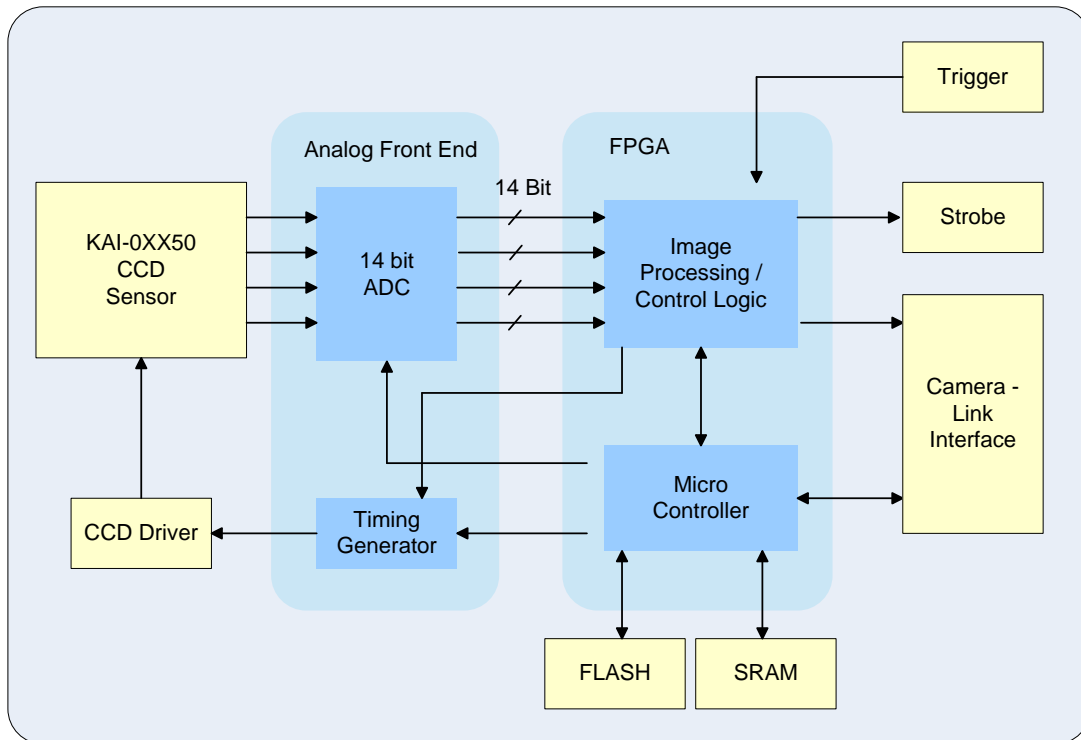 Trigger
Analog Front End
FPGA
14 Bit
KAI-0XX50
CCD
Sensor
14 bit
ADC
Image
Processing /
Control Logic
Strobe
Camera -
Link
Interface
Micro
Controller
CCD Driver
Timing
Generator
FLASH
SRAM